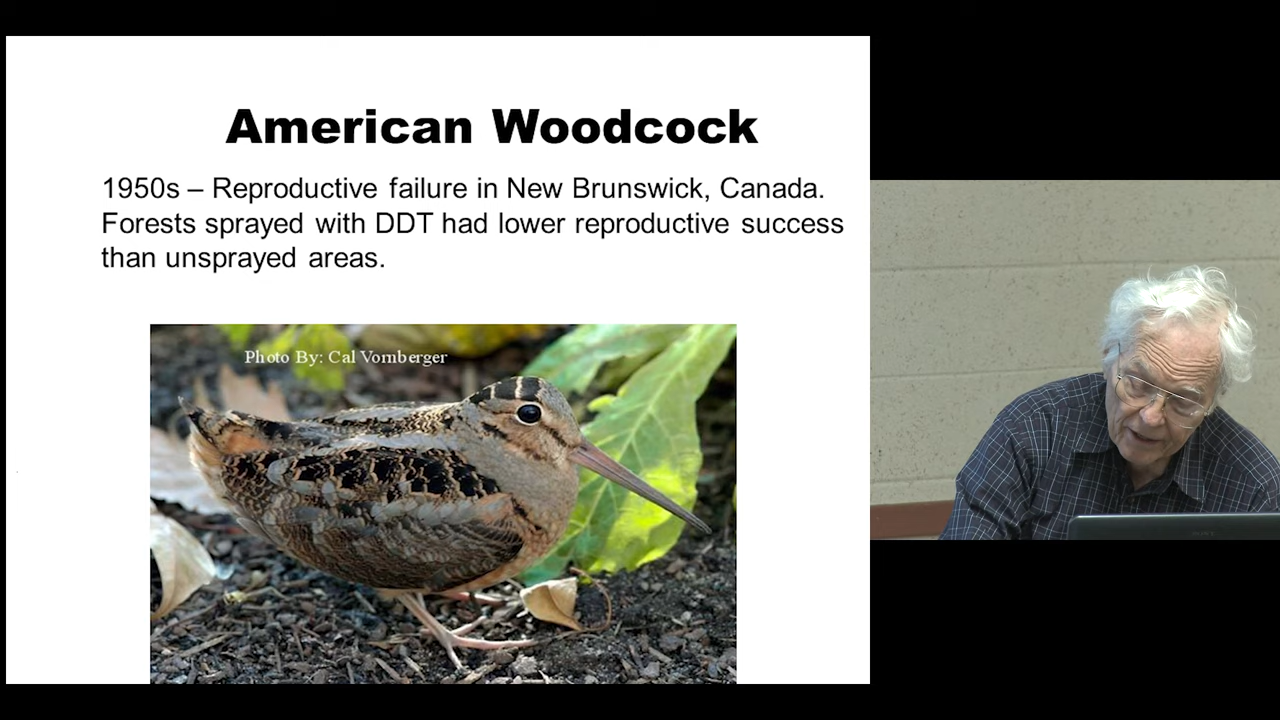 American Woodcock
1950s – Reproductive failure in New Brunswick, Canada.
Forests sprayed with DDT had lower reproductive success
than unsprayed areas.
Photo By: Cal Vornberger